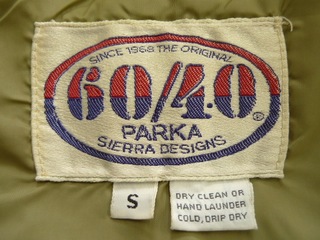 SINCE 1968 THE ORIGINAL
60/40®
PARKA
SIERRA DESIGNS
S
DRY CLEAN OR
HAND LAUNDER
COLD, DRIP DRY